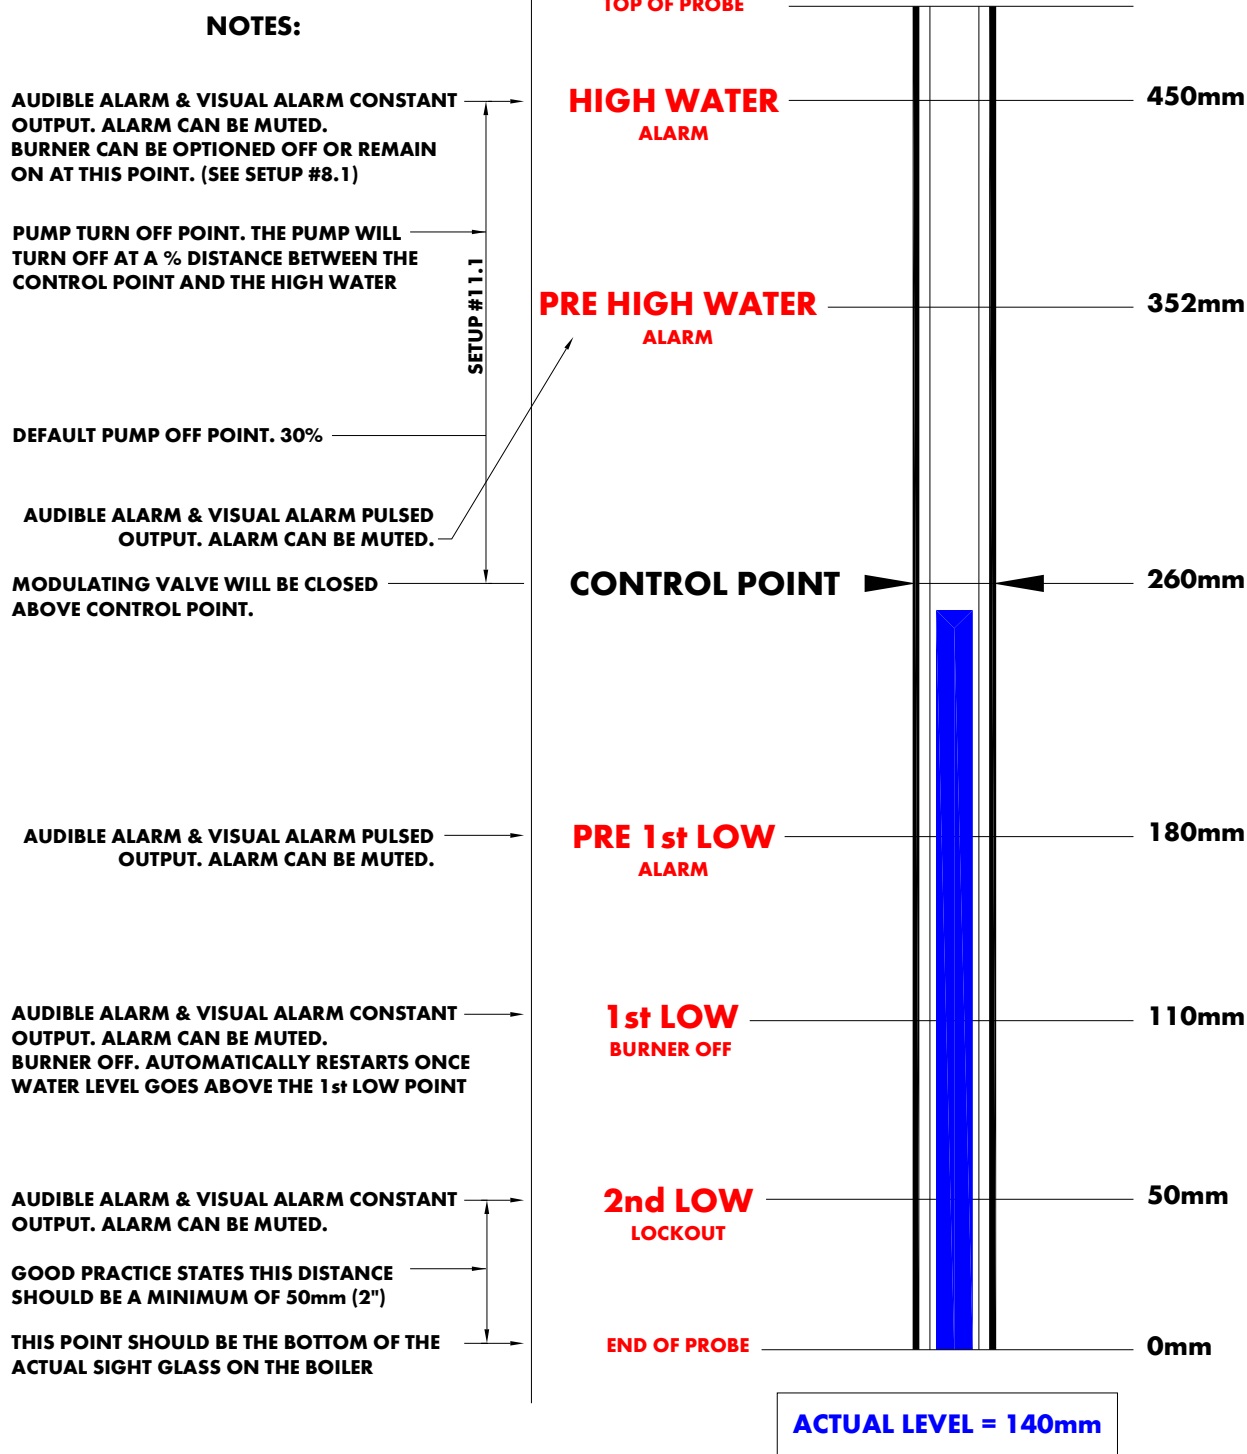 TOP OF PROBE
NOTES:
AUDIBLE ALARM & VISUAL ALARM CONSTANT
OUTPUT. ALARM CAN BE MUTED.
BURNER CAN BE OPTIONED OFF OR REMAIN
ON AT THIS POINT. (SEE SETUP #8.1)
HIGH WATER
ALARM
450mm
PUMP TURN OFF POINT. THE PUMP WILL
TURN OFF AT A % DISTANCE BETWEEN THE
CONTROL POINT AND THE HIGH WATER
SETUP #11.1
PRE HIGH WATER
ALARM
352mm
DEFAULT PUMP OFF POINT. 30%
AUDIBLE ALARM & VISUAL ALARM PULSED
OUTPUT. ALARM CAN BE MUTED.
MODULATING VALVE WILL BE CLOSED
ABOVE CONTROL POINT.
CONTROL POINT
260mm
AUDIBLE ALARM & VISUAL ALARM PULSED
OUTPUT. ALARM CAN BE MUTED.
PRE 1st LOW
ALARM
180mm
AUDIBLE ALARM & VISUAL ALARM CONSTANT
OUTPUT. ALARM CAN BE MUTED.
BURNER OFF. AUTOMATICALLY RESTARTS ONCE
WATER LEVEL GOES ABOVE THE 1st LOW POINT
1st LOW
BURNER OFF
110mm
AUDIBLE ALARM & VISUAL ALARM CONSTANT
OUTPUT. ALARM CAN BE MUTED.
2nd LOW
LOCKOUT
50mm
GOOD PRACTICE STATES THIS DISTANCE
SHOULD BE A MINIMUM OF 50mm (2")
THIS POINT SHOULD BE THE BOTTOM OF THE
ACTUAL SIGHT GLASS ON THE BOILER
END OF PROBE
0mm
ACTUAL LEVEL = 140mm